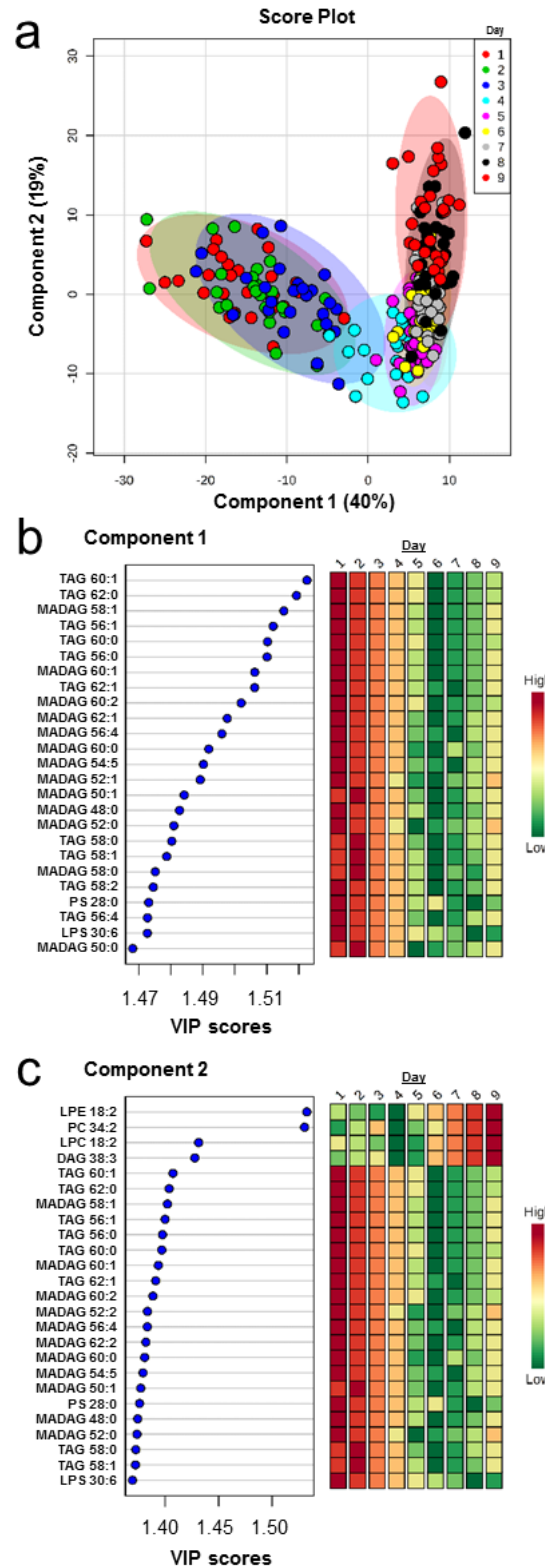 a
Score Plot
Day
1
2
3
4
5
6
7
8
9
Component 2 (19%)
30
20
10
0
-10
-20
-30 -20 -10 0 10
Component 1 (40%)
b
Component 1
Day
1 2 3 4 5 6 7 8 9
TAG 60:1
TAG 62:0
MADAG 58:1
TAG 56:1
TAG 60:0
TAG 56:0
MADAG 60:1
TAG 62:1
MADAG 60:2
MADAG 62:1
MADAG 56:4
MADAG 60:0
MADAG 54:5
MADAG 52:1
MADAG 50:1
MADAG 48:0
MADAG 52:0
TAG 58:0
TAG 58:1
MADAG 58:0
TAG 58:2
PS 28:0
TAG 56:4
LPS 30:6
MADAG 50:0
High
Low
1.47 1.49 1.51
VIP scores
c
Component 2
Day
1 2 3 4 5 6 7 8 9
LPE 18:2
PC 34:2
LPC 18:2
DAG 38:3
TAG 60:1
TAG 62:0
MADAG 58:1
TAG 56:1
TAG 56:0
TAG 60:0
MADAG 60:1
TAG 62:1
MADAG 60:2
MADAG 52:2
MADAG 56:4
MADAG 62:2
MADAG 60:0
MADAG 54:5
MADAG 50:1
PS 28:0
MADAG 48:0
MADAG 52:0
TAG 58:0
TAG 58:1
LPS 30:6
High
Low
1.40 1.45 1.50
VIP scores